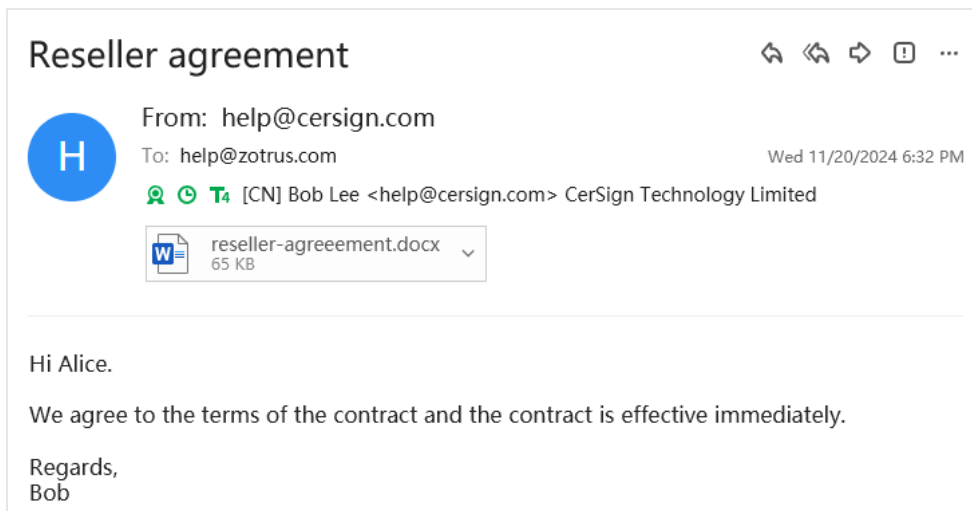 Reseller agreement
From: help@cersign.com
H
To: help@zotrus.com
Wed 11/20/2024 6:32 PM
T4 [CN] Bob Lee <help@cersign.com> CerSign Technology Limited
W reseller-agreeement.docx
65 KB
Hi Alice.
We agree to the terms of the contract and the contract is effective immediately.
Regards,
Bob